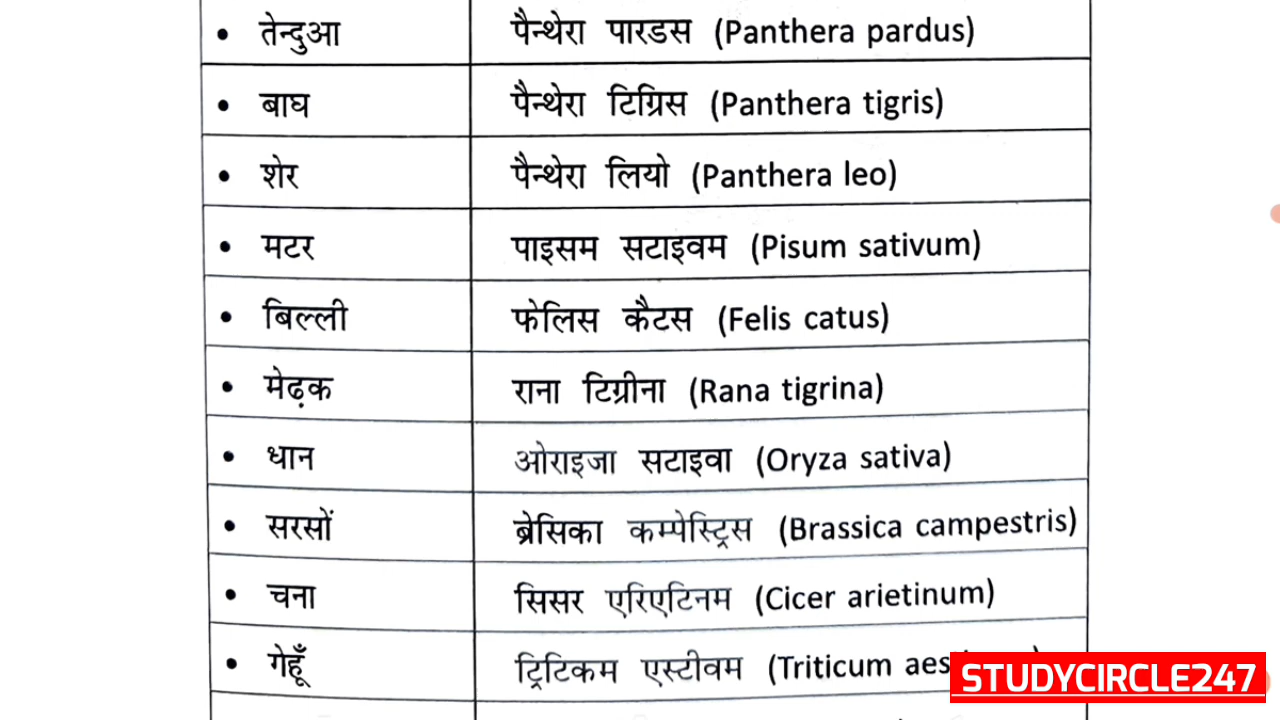 • तेन्दुआ पैन्थेरा पारडस (Panthera pardus)
• बाघ पैन्थेरा टिग्रिस (Panthera tigris)
• शेर पैन्थेरा लियो (Panthera leo)
• मटर पाइसम सटाइवम (Pisum sativum)
• बिल्ली फेलिस कैटस (Felis catus)
• मेढ़क राना टिग्रीना (Rana tigrina)
• धान ओराइजा सटाइवा (Oryza sativa)
• सरसों ब्रेसिका कम्पेस्ट्रिस (Brassica campestris)
• चना सिसर एरिएटिनम (Cicer arietinum)
• गेहूँ ट्रिटिकम एस्टीवम (Triticum
STUDYCIRCLE247